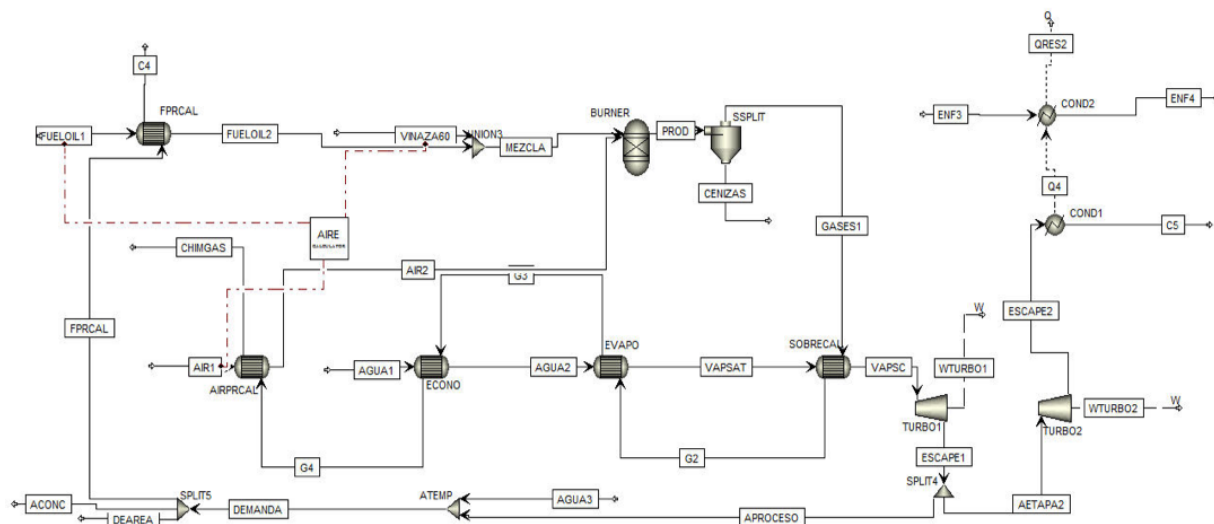 Q
QRES2
C4
FPRCAL
BURNER
SSPLIT
ENF3
COND2
ENF4
FUELOIL1
FUELOIL2
VINAZA60
UNION3
MEZCLA
PROD
CENIZAS
Q4
COND1
C5
AIRE
GASES1
CHIMGAS
AIR2
G3
ESCAPE2
FPRCAL
W
EVAPO
SOBRECAL
AIR1
AIRPRCAL
AGUA1
ECONO
AGUA2
VAPSAT
VAPSC
WTURBO1
TURBO1
W
WTURBO2
TURBO2
G4
G2
ESCAPE1
SPLIT4
ACONC
SPLIT5
DEMANDA
ATEMP
AGUA3
AETAPA2
DEAREA
APROCESO